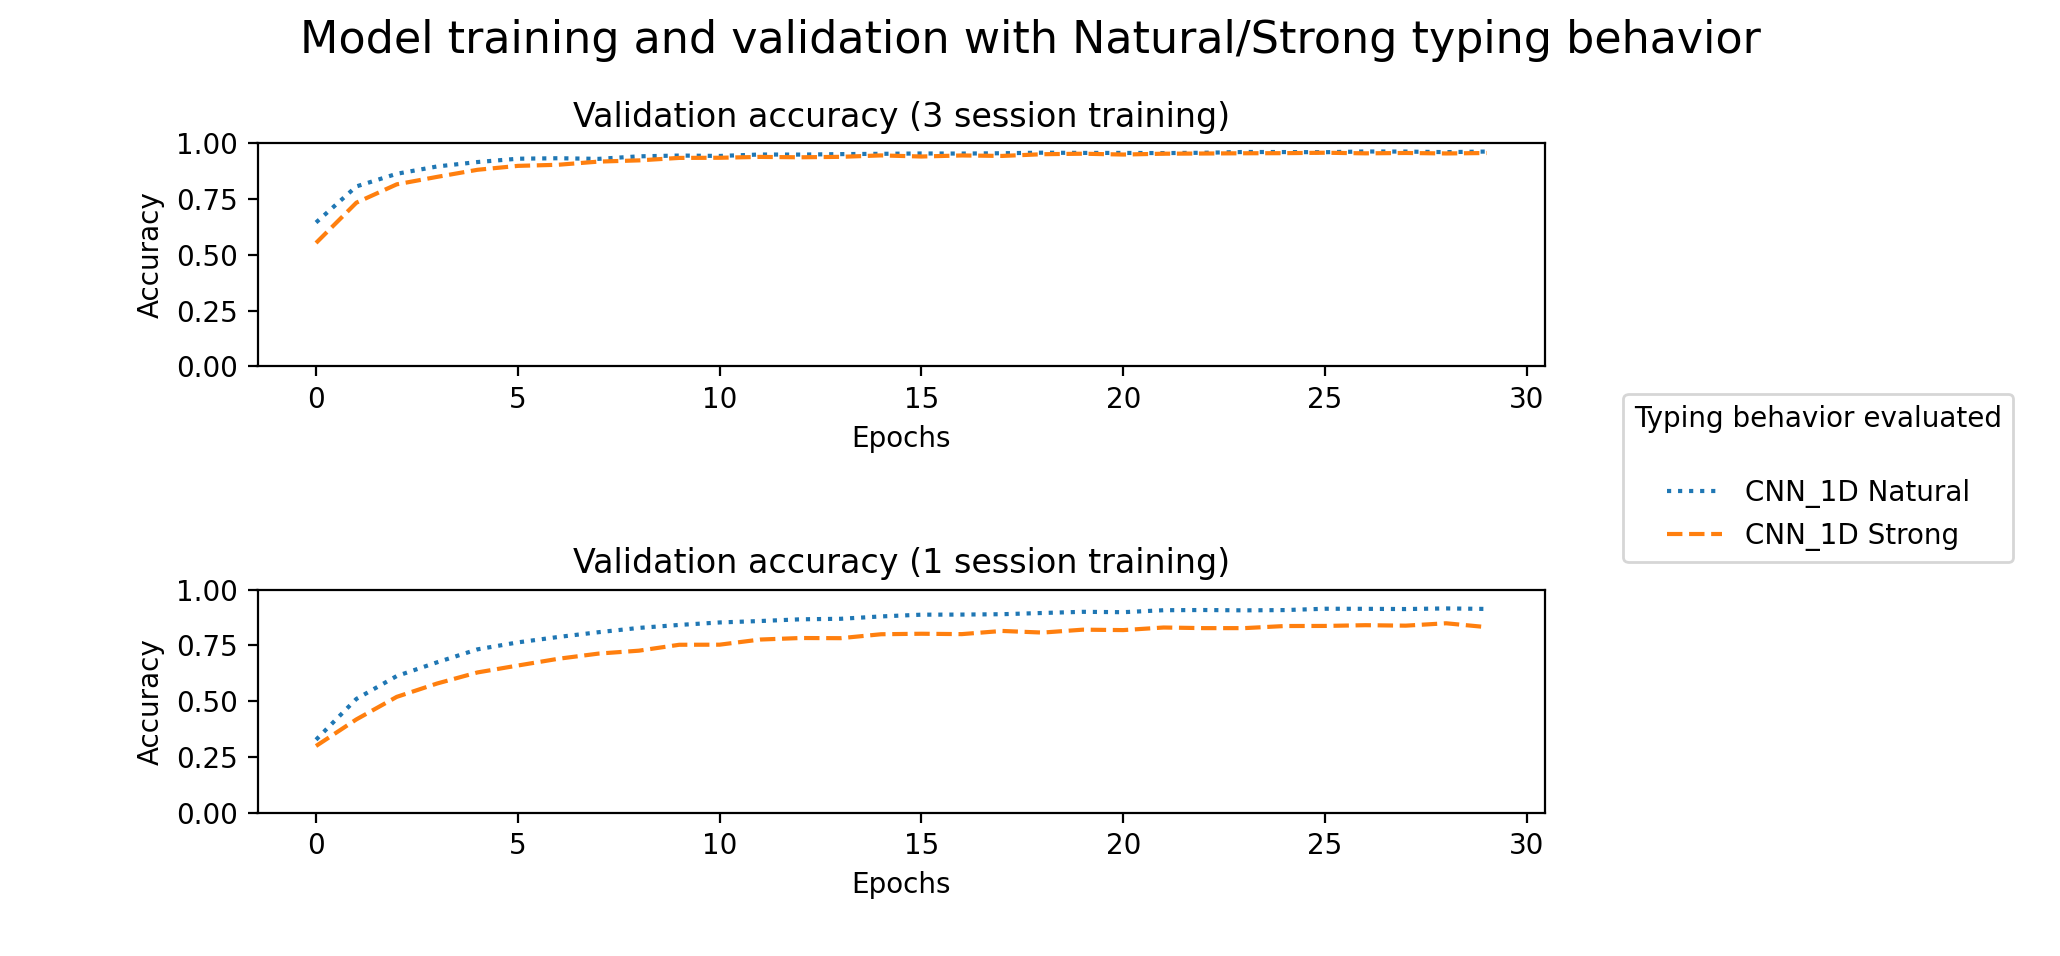 Model training and validation with Natural/Strong typing behavior
Validation accuracy (3 session training)
Accuracy
1.00
0.75
0.50
0.25
0.00
0 5 10 15 20 25 30
Epochs
Typing behavior evaluated
CNN_1D Natural
CNN_1D Strong
Validation accuracy (1 session training)
Accuracy
1.00
0.75
0.50
0.25
0.00
0 5 10 15 20 25 30
Epochs